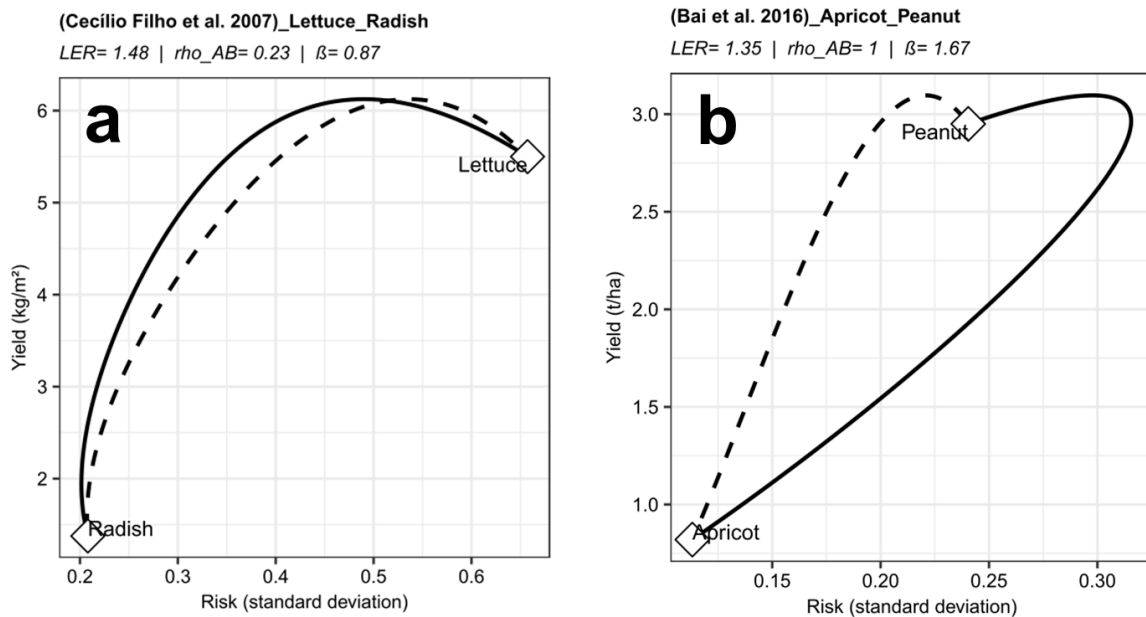 (Cecílio Filho et al. 2007)_Lettuce_Radish
LER= 1.48 | rho_AB= 0.23 | ß= 0.87
a
6
5
4
3
2
Yield (kg/m²)
Lettuce
Radish
0.2 0.3 0.4 0.5 0.6
Risk (standard deviation)
(Bai et al. 2016)_Apricot_Peanut
LER= 1.35 | rho_AB= 1 | ß= 1.67
b
3.0
2.5
2.0
1.5
1.0
Yield (t/ha)
Peanut
Apricot
0.15 0.20 0.25 0.30
Risk (standard deviation)